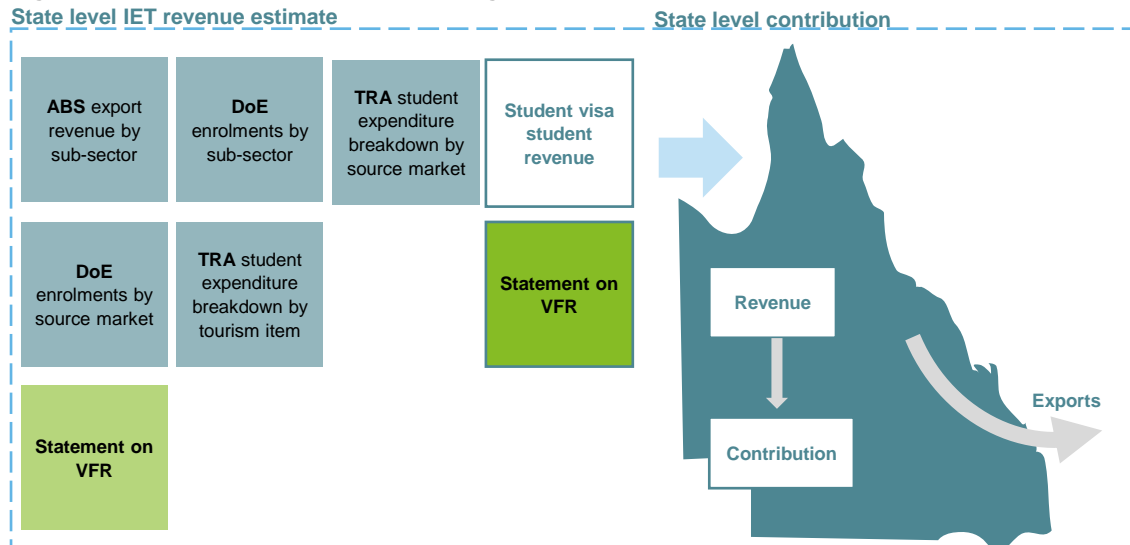 State level IET revenue estimate
State level contribution
ABS export
revenue by
sub-sector
DoE
enrolments by
sub-sector
TRA student
expenditure
breakdown by
source market
Student visa
student
revenue
DoE
enrolments by
source market
TRA student
expenditure
breakdown by
tourism item
Statement on
VFR
Statement on
VFR
Revenue
Contribution
Exports